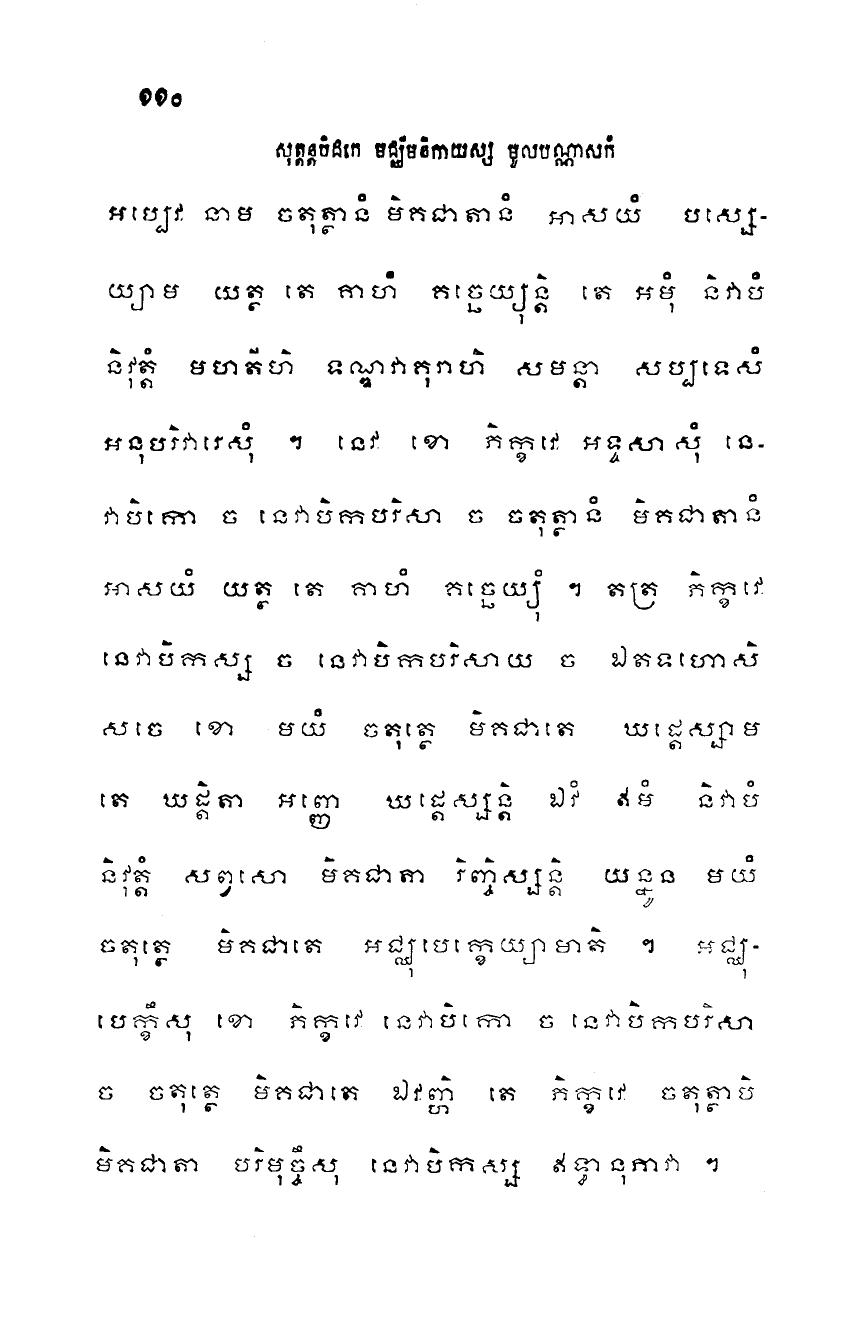 ១១០
សុត្តន្តបិដកេ មជ្ឈិមនិកាយស្ស មូលបណ្ណាសកំ
អប្បេវ នាម ចតុត្ថានំ មិគជាតានំ អាសយំ បស្សេ-
យ្យាម យត្ថ តេ គាហំ គច្ឆេយ្យុន្តិ តេ អមុំ និវាបំ
និវុត្តំ មហតីហិ ទណ្ឌវាគុរាហិ សមន្តា សប្បទេសំ
អនុបរិវារេសុំ ។ នេវ ខោ ភិក្ខវេ អទ្ទសាសុំ នេ-
វាបិកោ ច នេវាបិកបរិសា ច ចតុត្ថានំ មិគជាតានំ
អាសយំ យត្ថ តេ គាហំ គច្ឆេយ្យុំ ។ តត្រ ភិក្ខវេ
នេវាបិកស្ស ច នេវាបិកបរិសាយ ច ឯតទហោសិ
សចេ ខោ មយំ ចតុត្ថេ មិគជាតេ ឃដ្តេស្សាម
តេ ឃដ្តិតា អញ្ញេ ឃដ្តេស្សន្តិ ឯវំ ឥមំ និវាបំ
និវុត្តំ សព្វសោ មិគជាតា រិញ្ចិស្សន្តិ យន្នូន មយំ
ចតុត្ថេ មិគជាតេ អជ្ឈុបេក្ខេយ្យាមាតិ ។ អជ្ឈុ-
បេក្ខឹសុ ខោ ភិក្ខវេ នេវាបិកោ ច នេវាបិកបរិសា
ច ចតុត្ថេ មិគជាតេ ឯវញ្ហិ តេ ភិក្ខវេ ចតុត្ថាបិ
មិគជាតា បរិមុច្ចឹសុ នេវាបិកស្ស ឥទ្ធានុភាវា ។